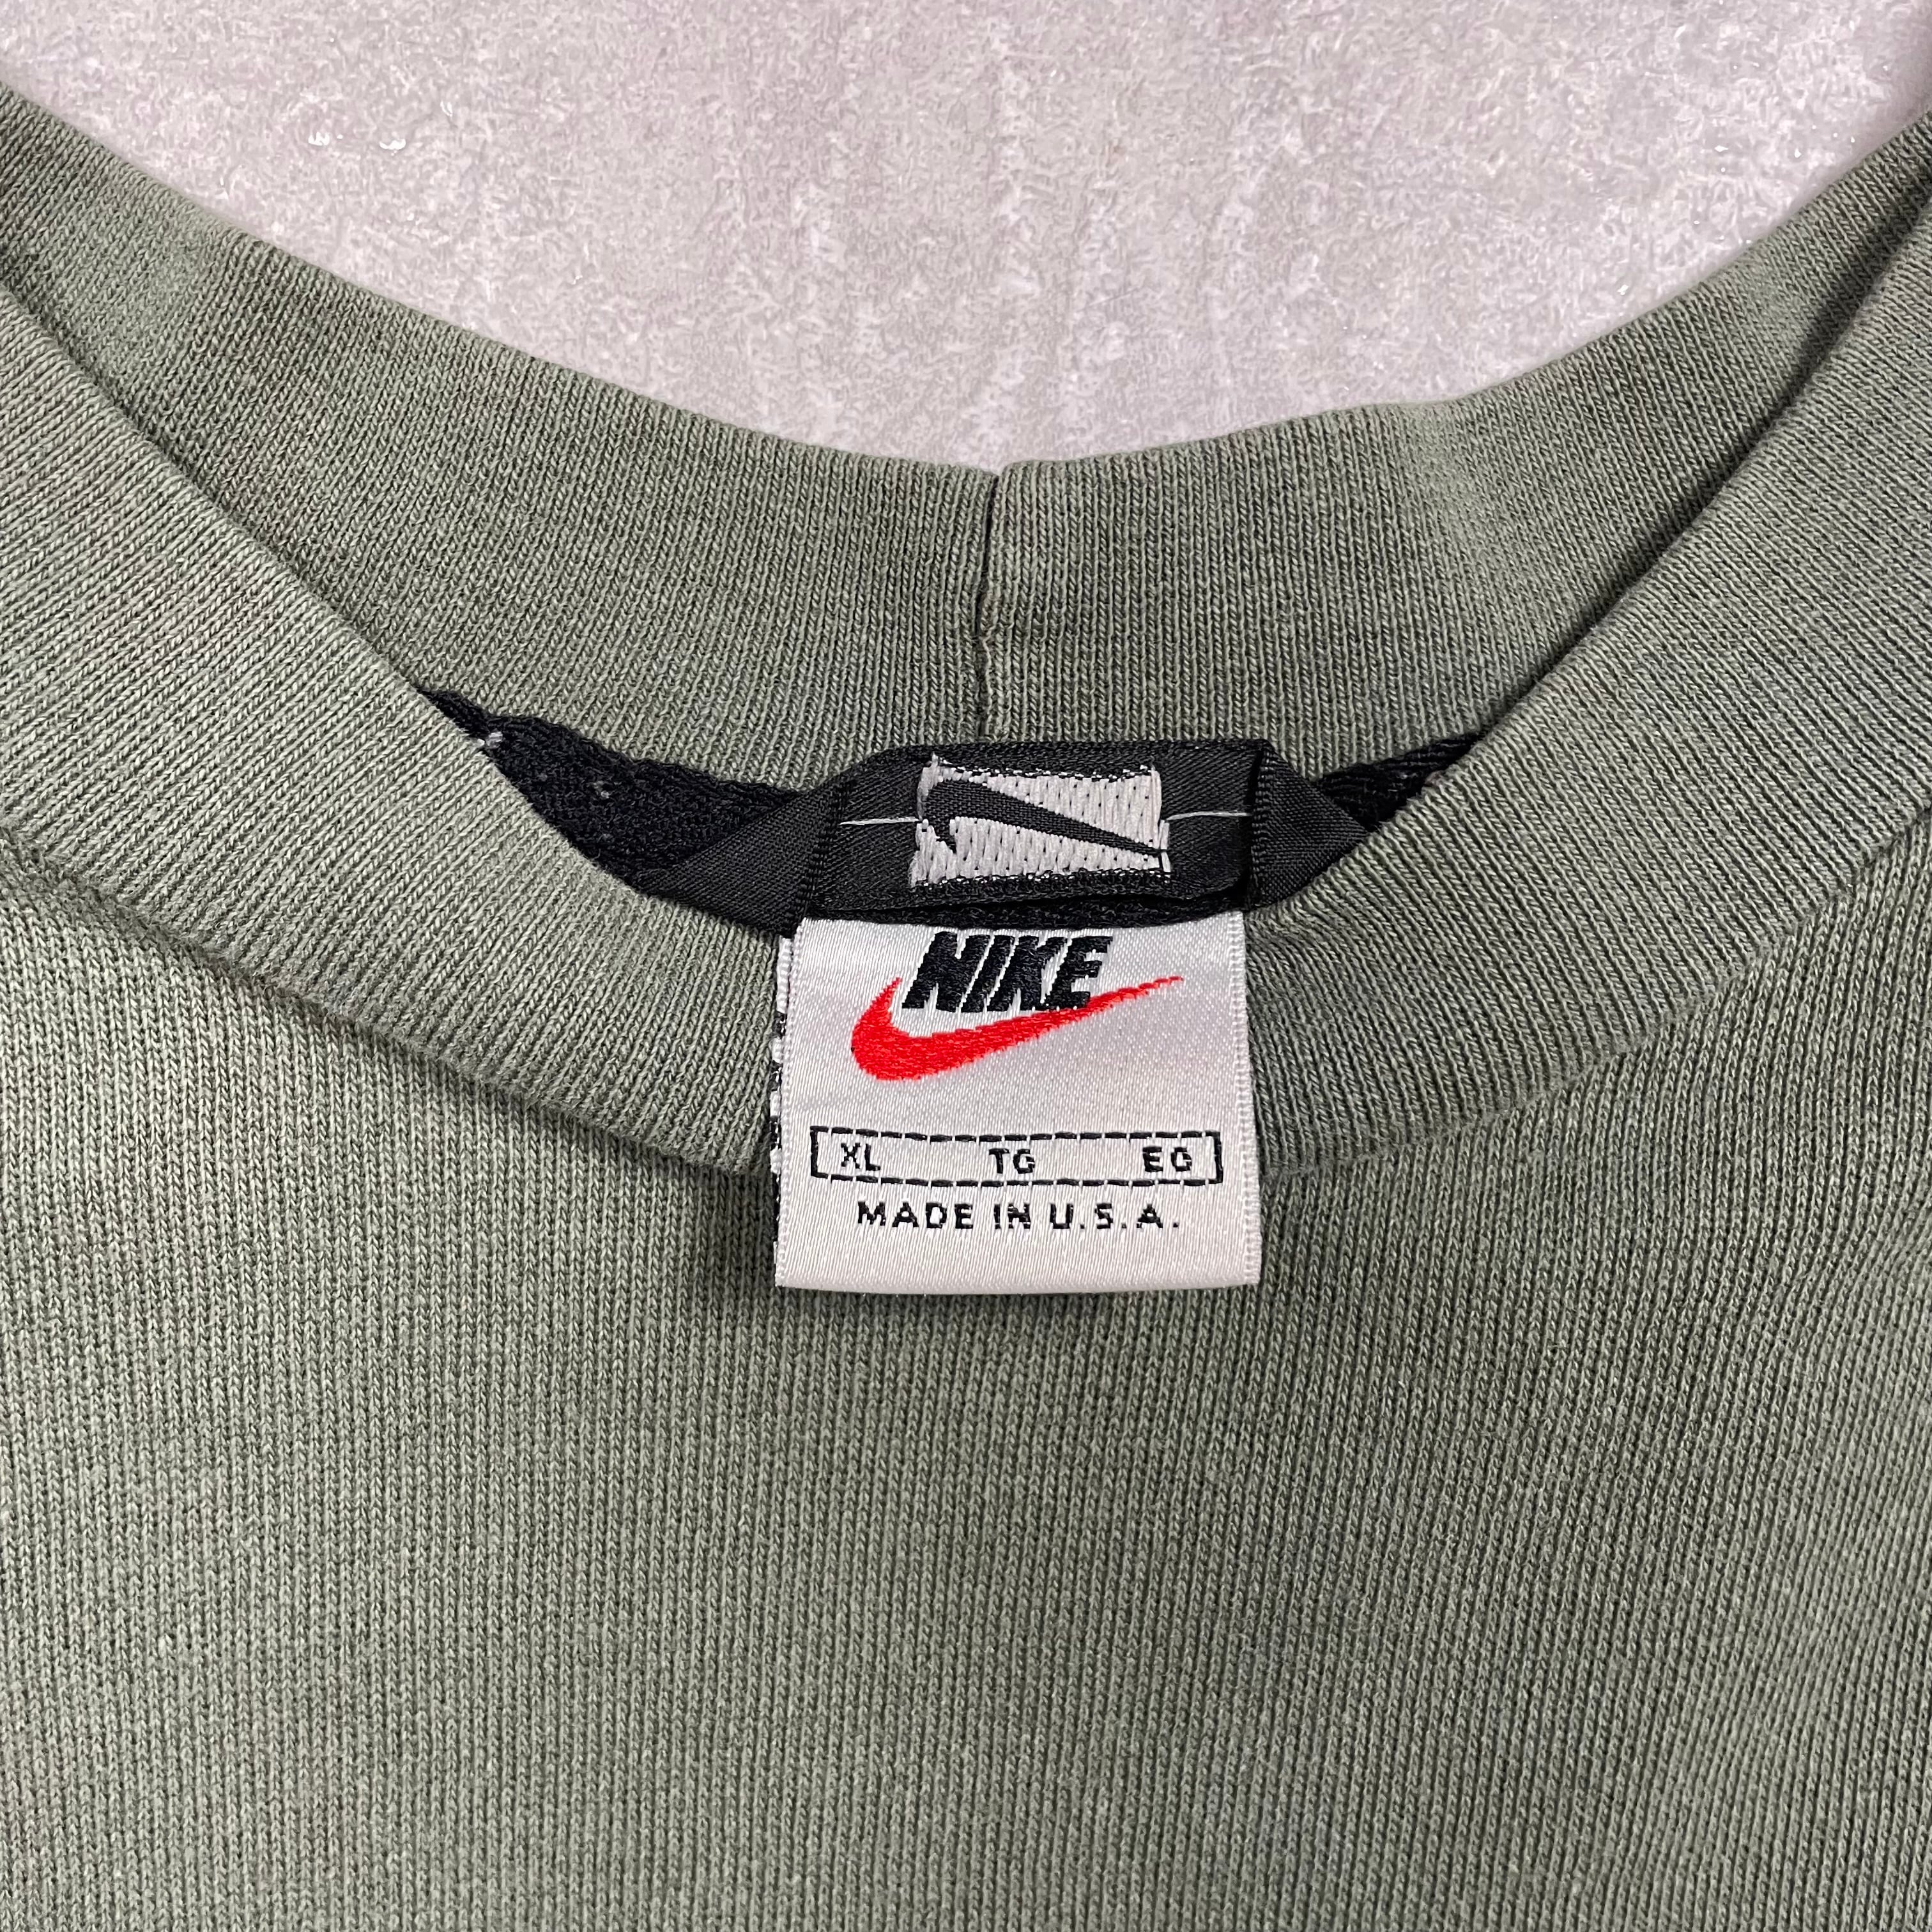 NIKE
XL TG EG
MADE IN U.S.A.